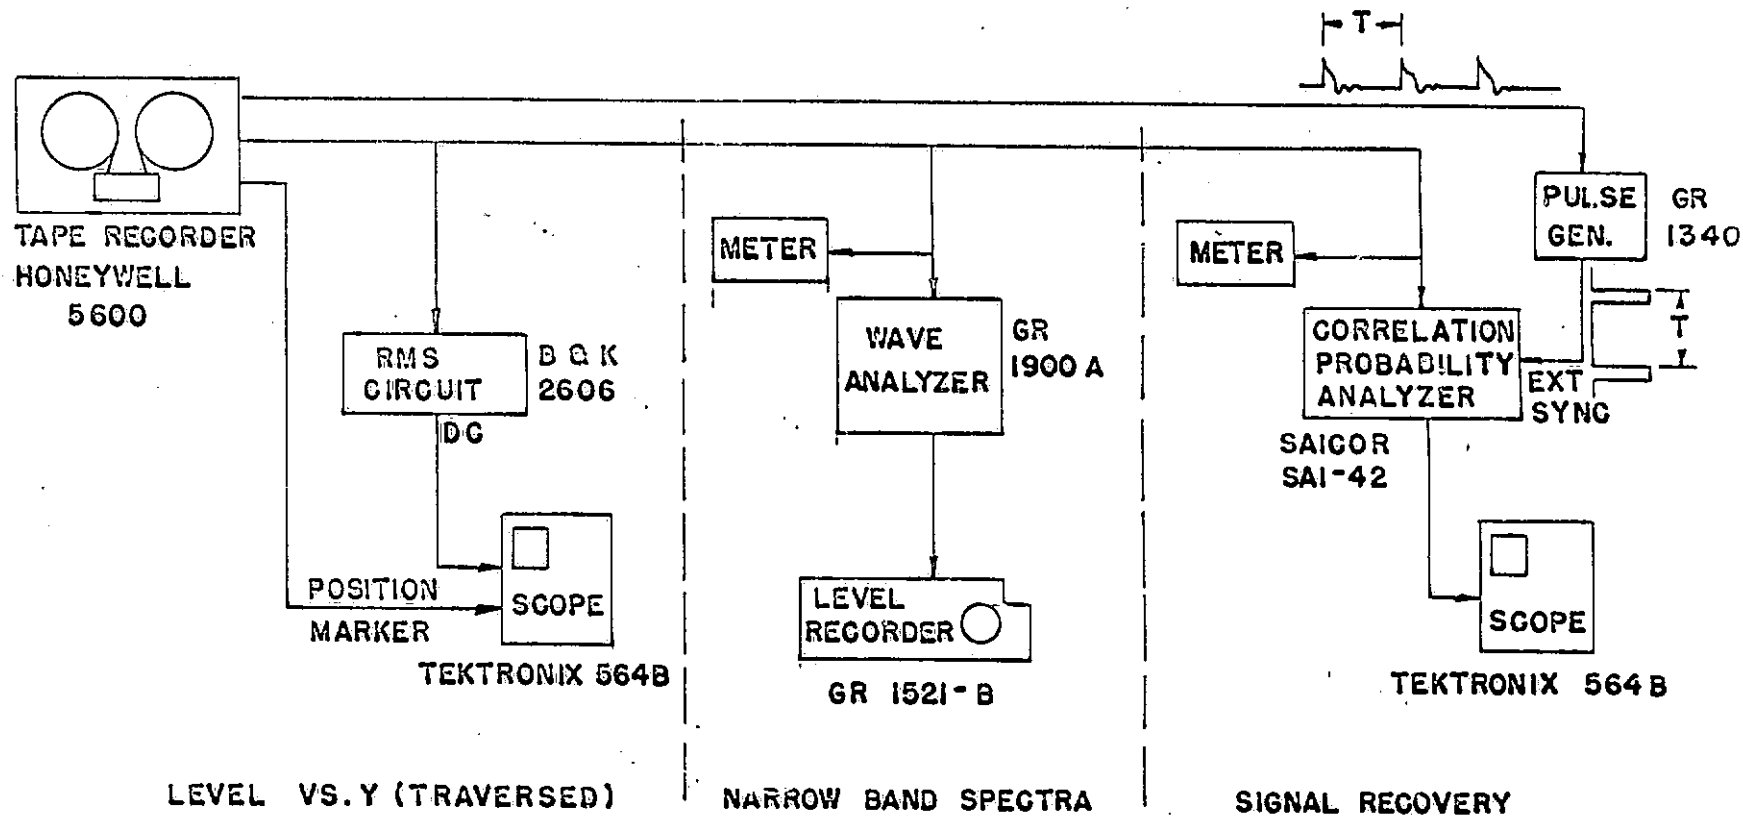 T
TAPE RECORDER
HONEYWELL
5600
RMS
CIRCUIT
B & K
2606
DC
POSITION
MARKER
SCOPE
TEKTRONIX 564B
LEVEL VS. Y (TRAVERSED)
METER
WAVE
ANALYZER
GR
1900 A
LEVEL
RECORDER
GR 1521-B
NARROW BAND SPECTRA
METER
PULSE
GEN.
GR
1340
T
CORRELATION
PROBABILITY
ANALYZER
EXT
SYNC
SAICOR
SAI-42
SCOPE
TEKTRONIX 564 B
SIGNAL RECOVERY